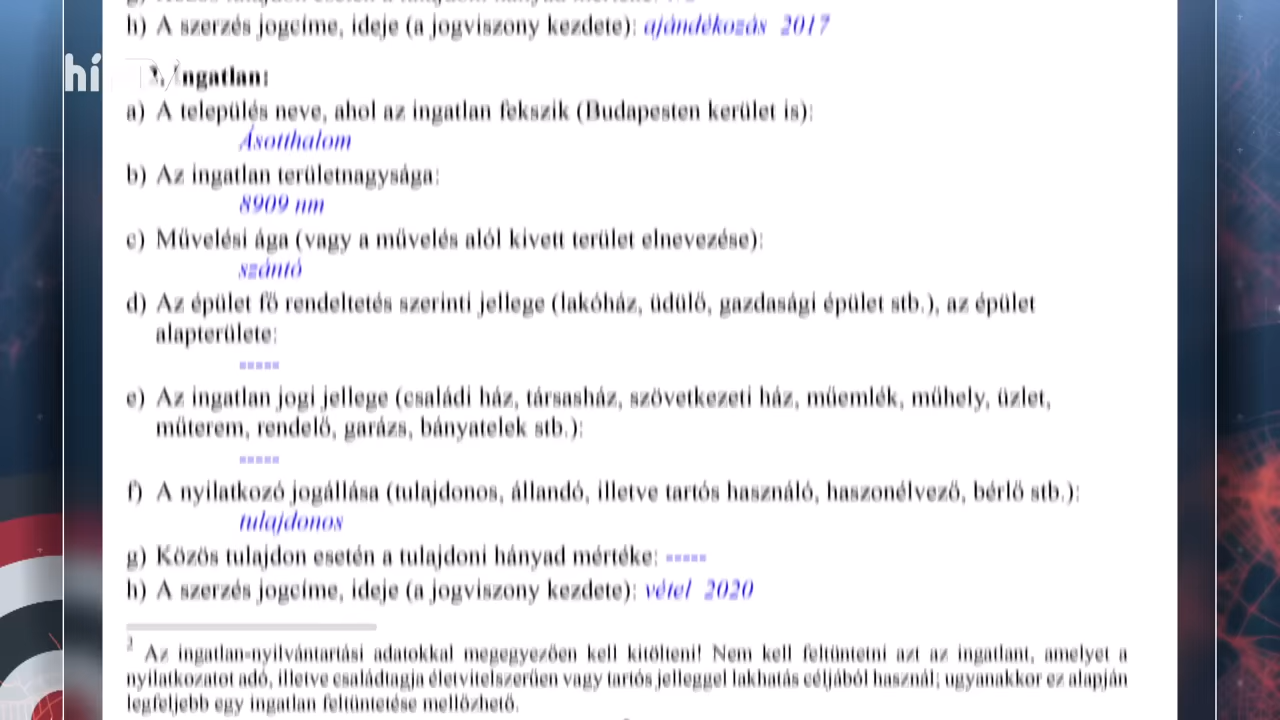 h) A szerzés jogcíme, ideje (a jogviszony kezdete): ajándékozás 2017
hír TV
Ingatlan:
a) A település neve, ahol az ingatlan fekszik (Budapesten kerület is):
Ásotthalom
b) Az ingatlan területnagysága:
8909 nm
c) Művelési ága (vagy a művelés alól kivett terület elnevezése):
szántó
d) Az épület fő rendeltetés szerinti jellege (lakóház, üdülő, gazdasági épület stb.), az épület
alapterülete:
-----
e) Az ingatlan jogi jellege (családi ház, társasház, szövetkezeti ház, műemlék, műhely, üzlet,
műterem, rendelő, garázs, bányatelek stb.):
-----
f) A nyilatkozó jogállása (tulajdonos, állandó, illetve tartós használó, haszonélvező, bérlő stb.):
tulajdonos
g) Közös tulajdon esetén a tulajdoni hányad mértéke: -----
h) A szerzés jogcíme, ideje (a jogviszony kezdete): vétel 2020
Az ingatlan-nyilvántartási adatokkal megegyezően kell kitölteni! Nem kell feltüntetni azt az ingatlant, amelyet a
nyilatkozatot adó, illetve családtagja életvitelszerűen vagy tartós jelleggel lakhatás céljából használ; ugyanakkor ez alapján
legfeljebb egy ingatlan feltüntetése mellőzhető.